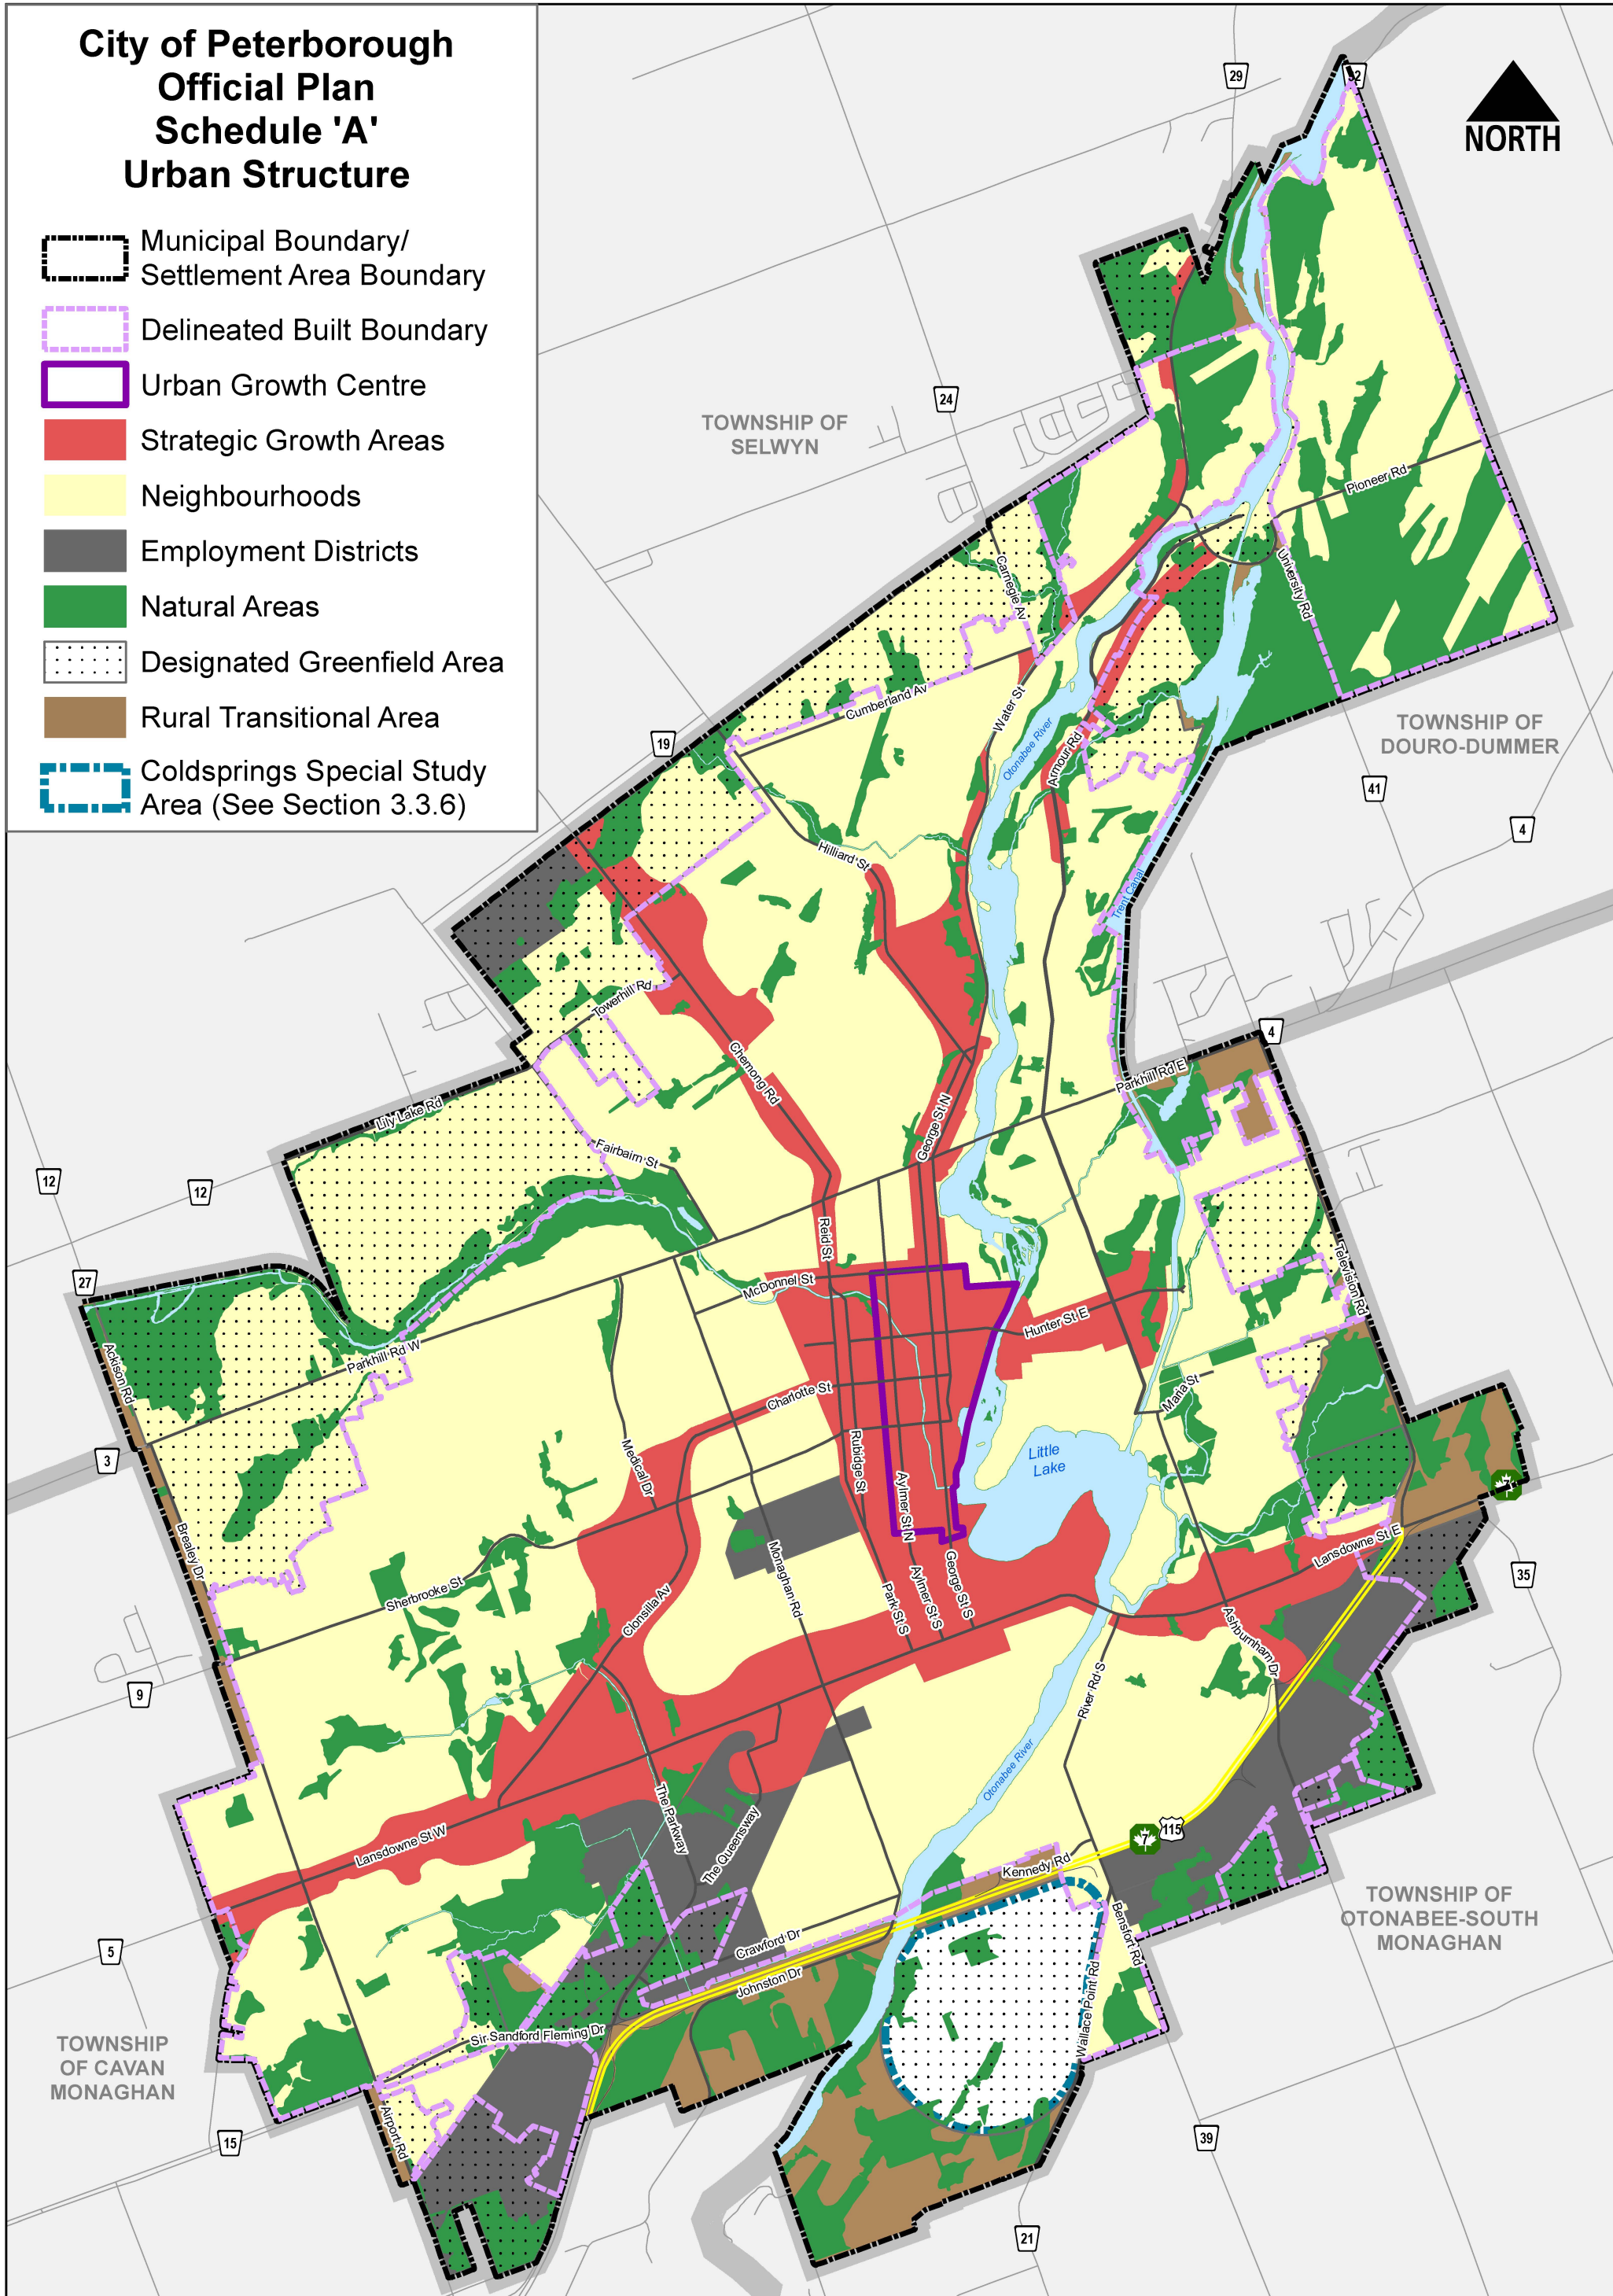 City of Peterborough
Official Plan
Schedule 'A'
Urban Structure
Municipal Boundary/
Settlement Area Boundary
Delineated Built Boundary
Urban Growth Centre
Strategic Growth Areas
Neighbourhoods
Employment Districts
Natural Areas
Designated Greenfield Area
Rural Transitional Area
Coldsprings Special Study
Area (See Section 3.3.6)
NORTH
29
32
24
TOWNSHIP OF
SELWYN
Pioneer Rd
University Rd
Carnegie Av
Cumberland Av
Water St
Otonabee River
Armour Rd
19
TOWNSHIP OF
DOURO-DUMMER
41
4
Hilliard St
Trent Canal
Towerhill Rd
Chemong Rd
4
Parkhill Rd E
Lily Lake Rd
George St N
Fairbairn St
12
12
27
Reid St
McDonnel St
Television Rd
Hunter St E
Ackison Rd
Parkhill Rd W
Charlotte St
Maria St
3
Medical Dr
Rubidge St
Little
Lake
Aylmer St N
7
Brealey Dr
Monaghan Rd
Lansdowne St E
35
Sherbrooke St
Clonsilla Av
Park St S
Aylmer St S
George St S
Ashburnham Dr
9
River Rd S
Otonabee River
The Parkway
The Queensway
Lansdowne St W
7
115
Kennedy Rd
TOWNSHIP OF
OTONABEE-SOUTH
MONAGHAN
5
Crawford Dr
Bensfort Rd
Johnston Dr
Wallace Point Rd
Sir Sandford Fleming Dr
TOWNSHIP
OF CAVAN
MONAGHAN
Airport Rd
15
39
21